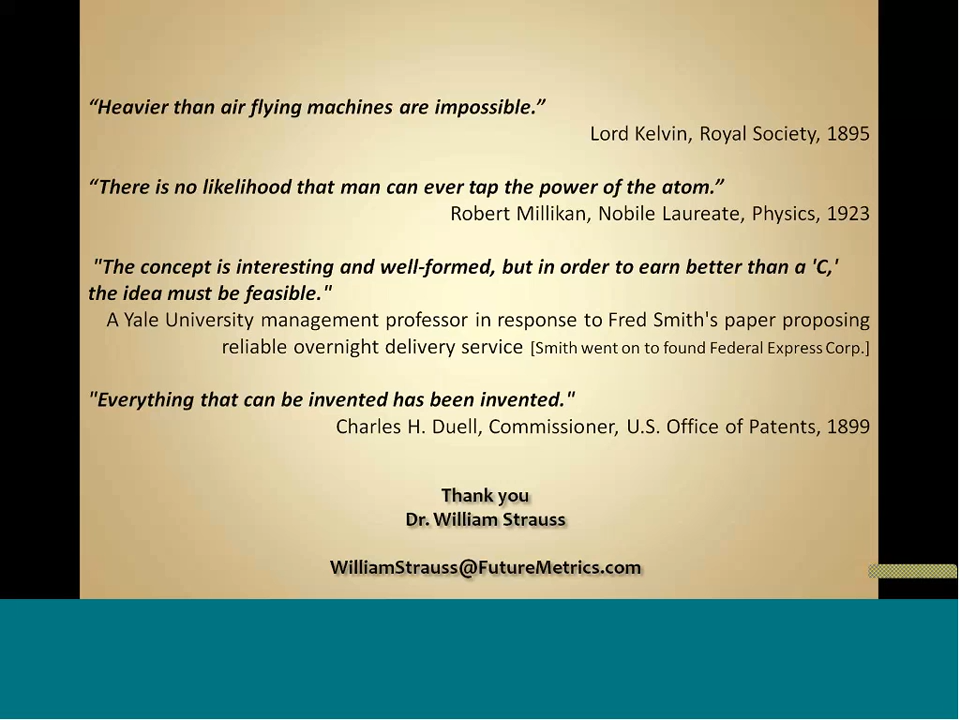 “Heavier than air flying machines are impossible.”
Lord Kelvin, Royal Society, 1895
“There is no likelihood that man can ever tap the power of the atom.”
Robert Millikan, Nobile Laureate, Physics, 1923
"The concept is interesting and well-formed, but in order to earn better than a 'C,'
the idea must be feasible."
A Yale University management professor in response to Fred Smith's paper proposing
reliable overnight delivery service [Smith went on to found Federal Express Corp.]
"Everything that can be invented has been invented."
Charles H. Duell, Commissioner, U.S. Office of Patents, 1899
Thank you
Dr. William Strauss
WilliamStrauss@FutureMetrics.com